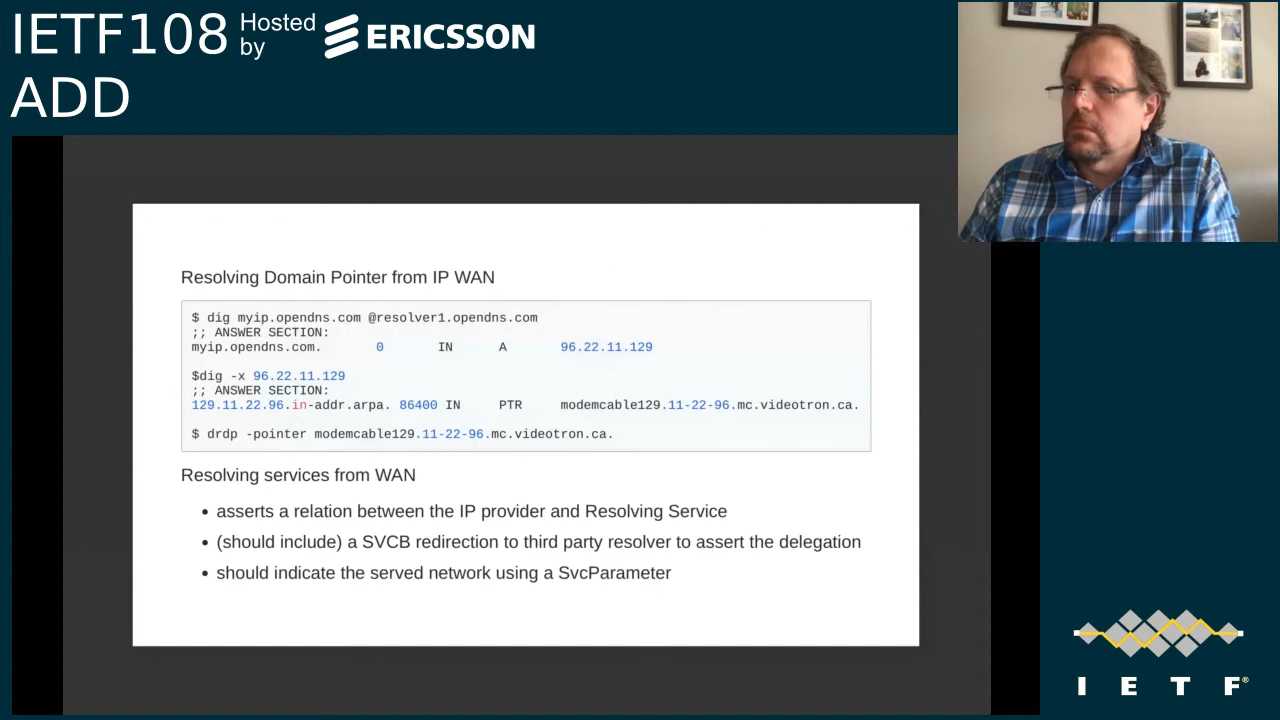 IETF108 Hosted by ERICSSON
ADD
Resolving Domain Pointer from IP WAN
$ dig myip.opendns.com @resolver1.opendns.com
;; ANSWER SECTION:
myip.opendns.com. 0 IN A 96.22.11.129
$dig -x 96.22.11.129
;; ANSWER SECTION:
129.11.22.96.in-addr.arpa. 86400 IN PTR modemcable129.11-22-96.mc.videotron.ca.
$ drdp -pointer modemcable129.11-22-96.mc.videotron.ca.
Resolving services from WAN
• asserts a relation between the IP provider and Resolving Service
• (should include) a SVCB redirection to third party resolver to assert the delegation
• should indicate the served network using a SvcParameter
I E T F®